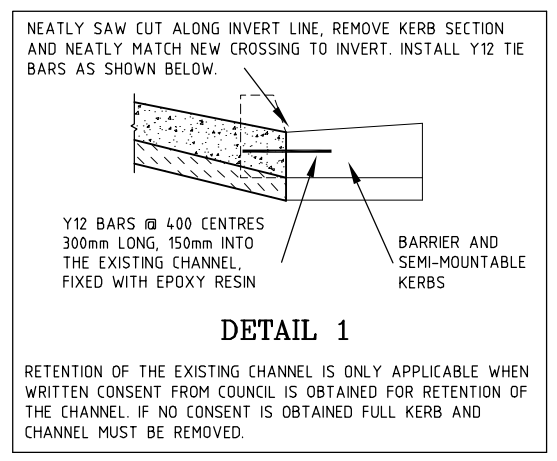 NEATLY SAW CUT ALONG INVERT LINE, REMOVE KERB SECTION
AND NEATLY MATCH NEW CROSSING TO INVERT. INSTALL Y12 TIE
BARS AS SHOWN BELOW.
Y12 BARS @ 400 CENTRES
300mm LONG, 150mm INTO
THE EXISTING CHANNEL,
FIXED WITH EPOXY RESIN
BARRIER AND
SEMI-MOUNTABLE
KERBS
DETAIL 1
RETENTION OF THE EXISTING CHANNEL IS ONLY APPLICABLE WHEN
WRITTEN CONSENT FROM COUNCIL IS OBTAINED FOR RETENTION OF
THE CHANNEL. IF NO CONSENT IS OBTAINED FULL KERB AND
CHANNEL MUST BE REMOVED.